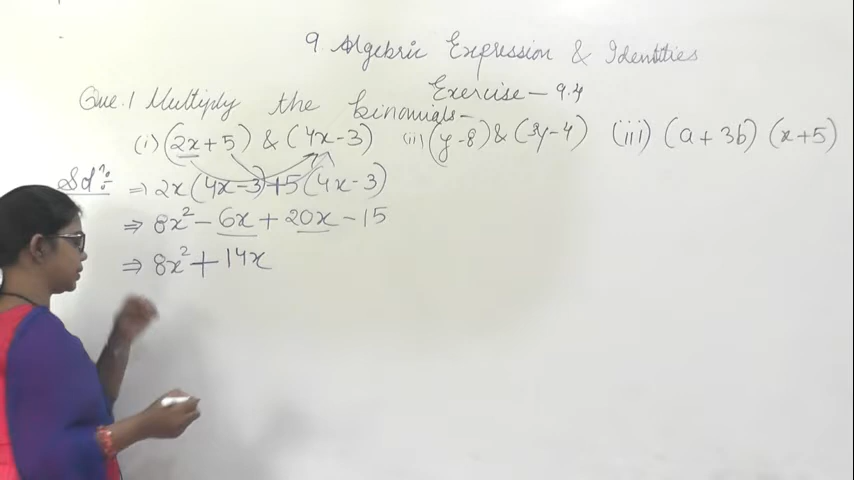 9. Algebric Expression & Identities
Exercise - 9.4
Que.1 Multiply the binomials-
(i) (2x+5) & (4x-3) (ii) (y-8) & (3y-4) (iii) (a+3b) (x+5)
Sol^n:- ⇒ 2x(4x-3)+5(4x-3)
⇒ 8x² - 6x + 20x - 15
⇒ 8x² + 14x